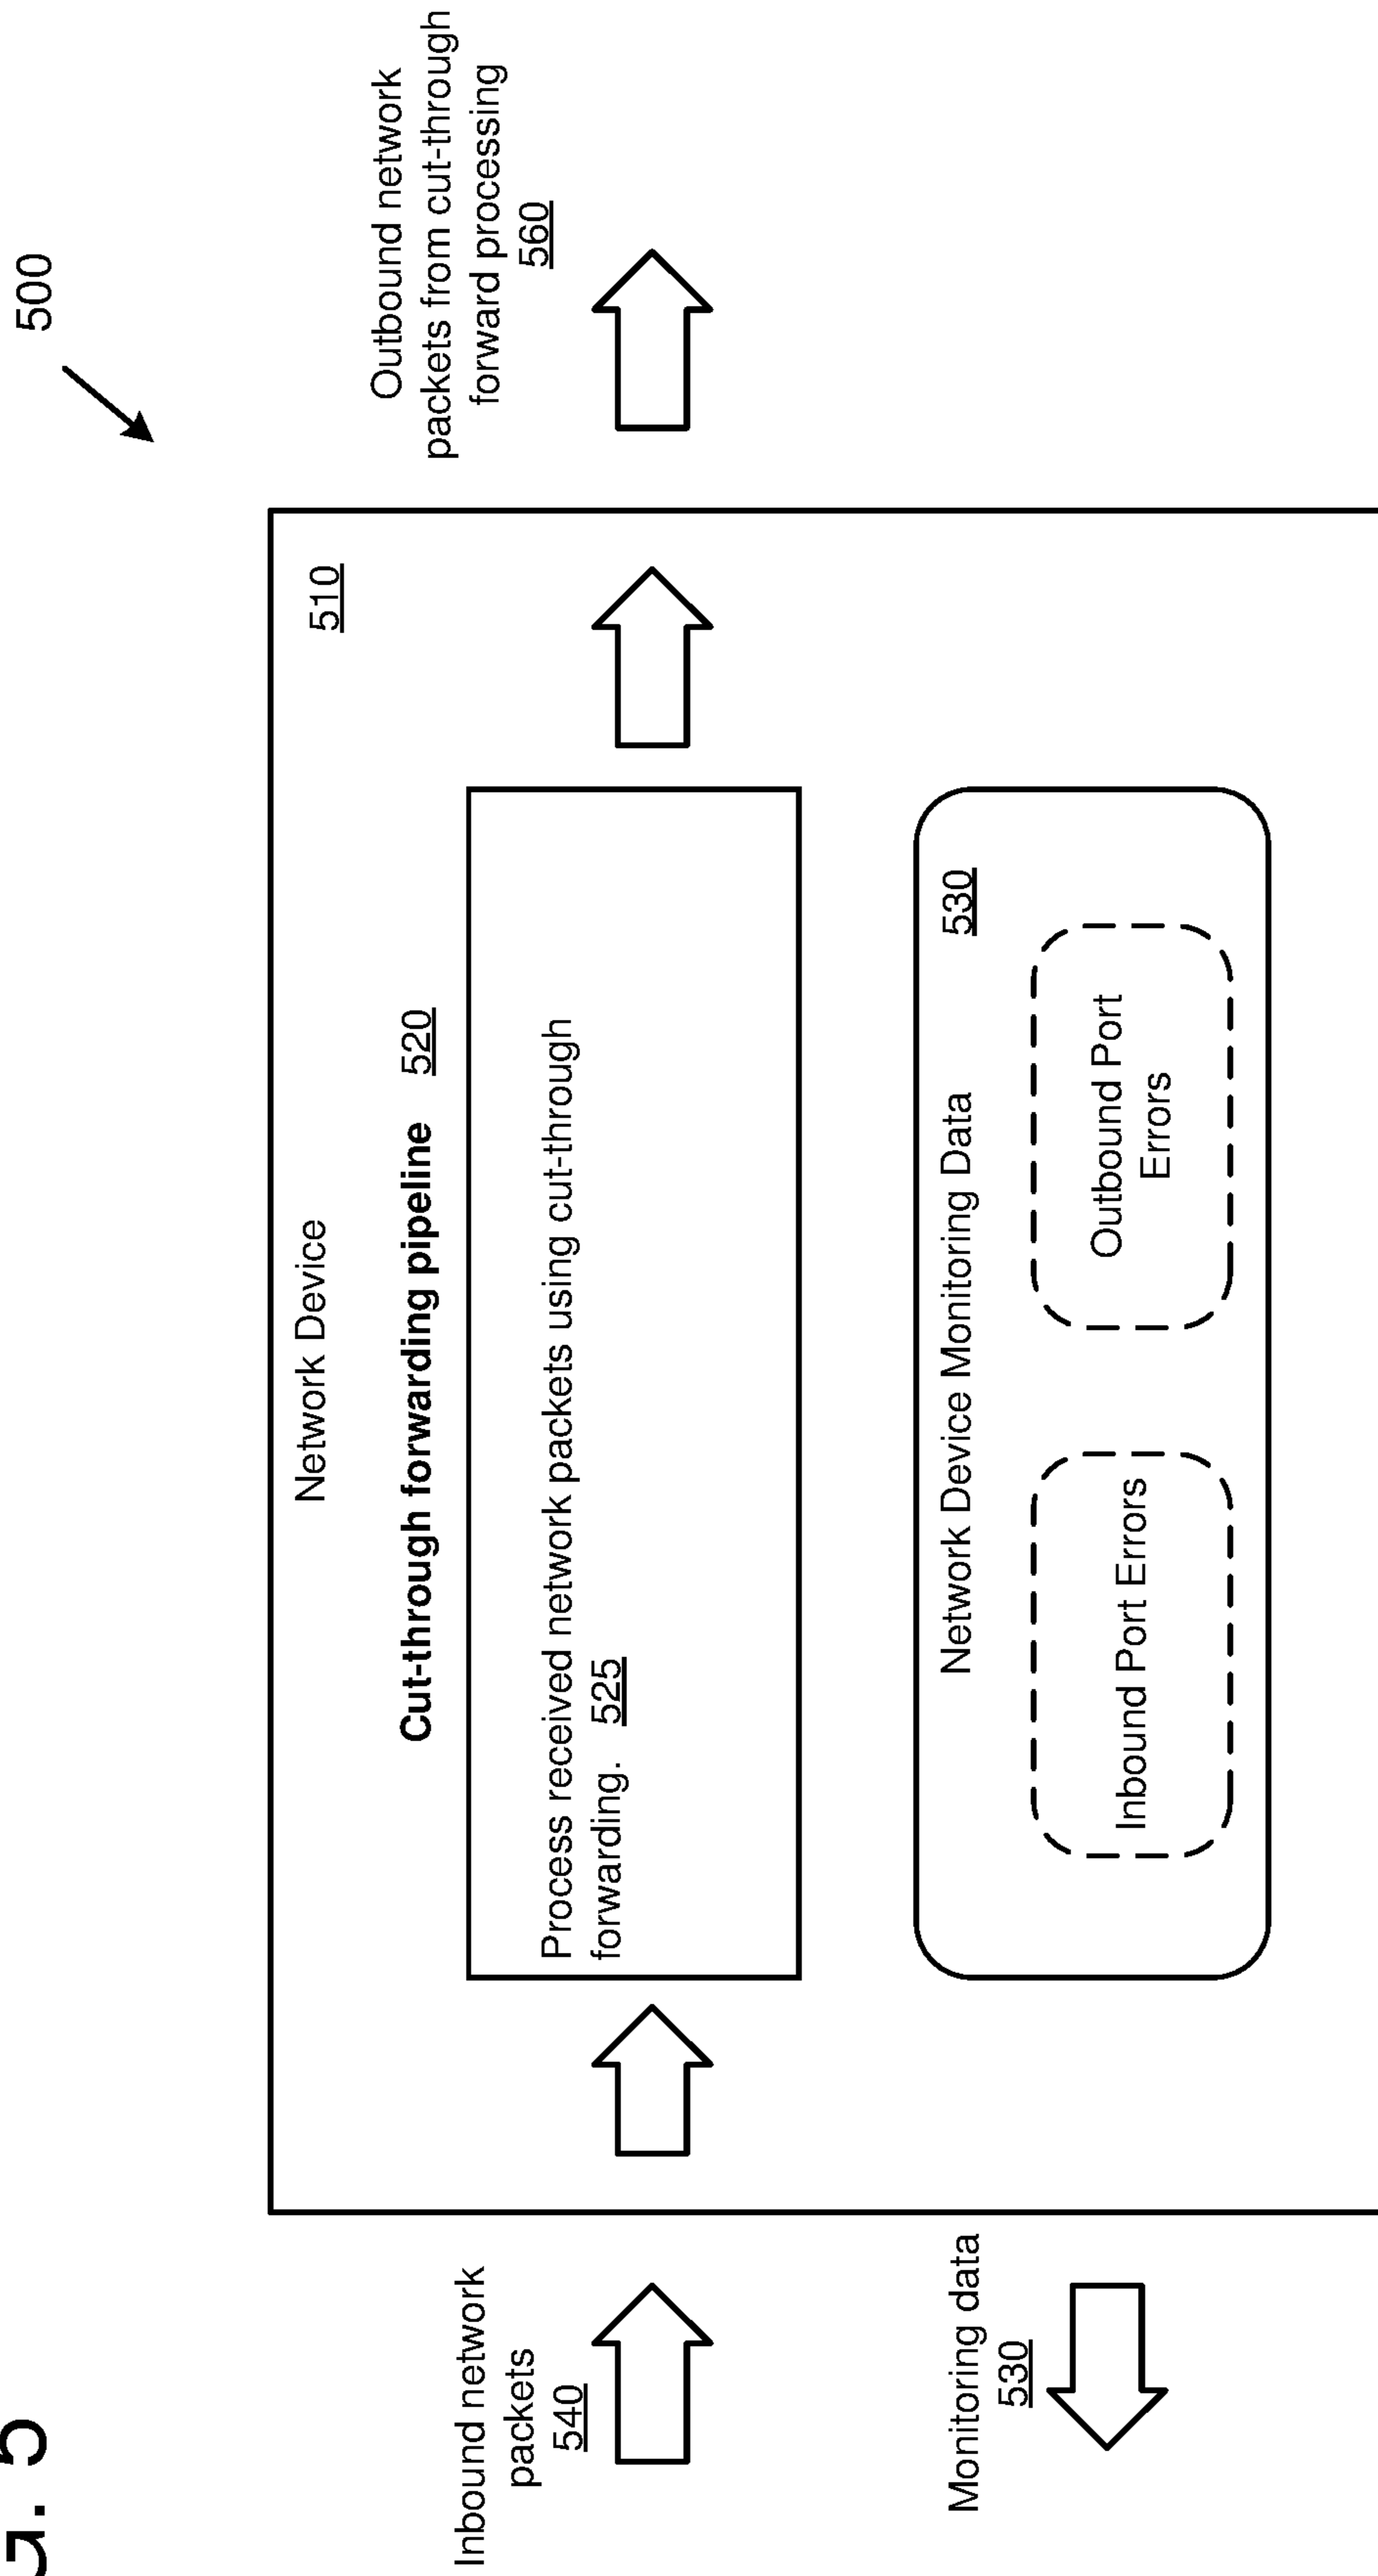 G. 5
500
Network Device
510
Cut-through forwarding pipeline 520
Process received network packets using cut-through
forwarding. 525
Outbound network
packets from cut-through
forward processing
560
Inbound network
packets
540
Network Device Monitoring Data
530
Inbound Port Errors
Outbound Port
Errors
Monitoring data
530